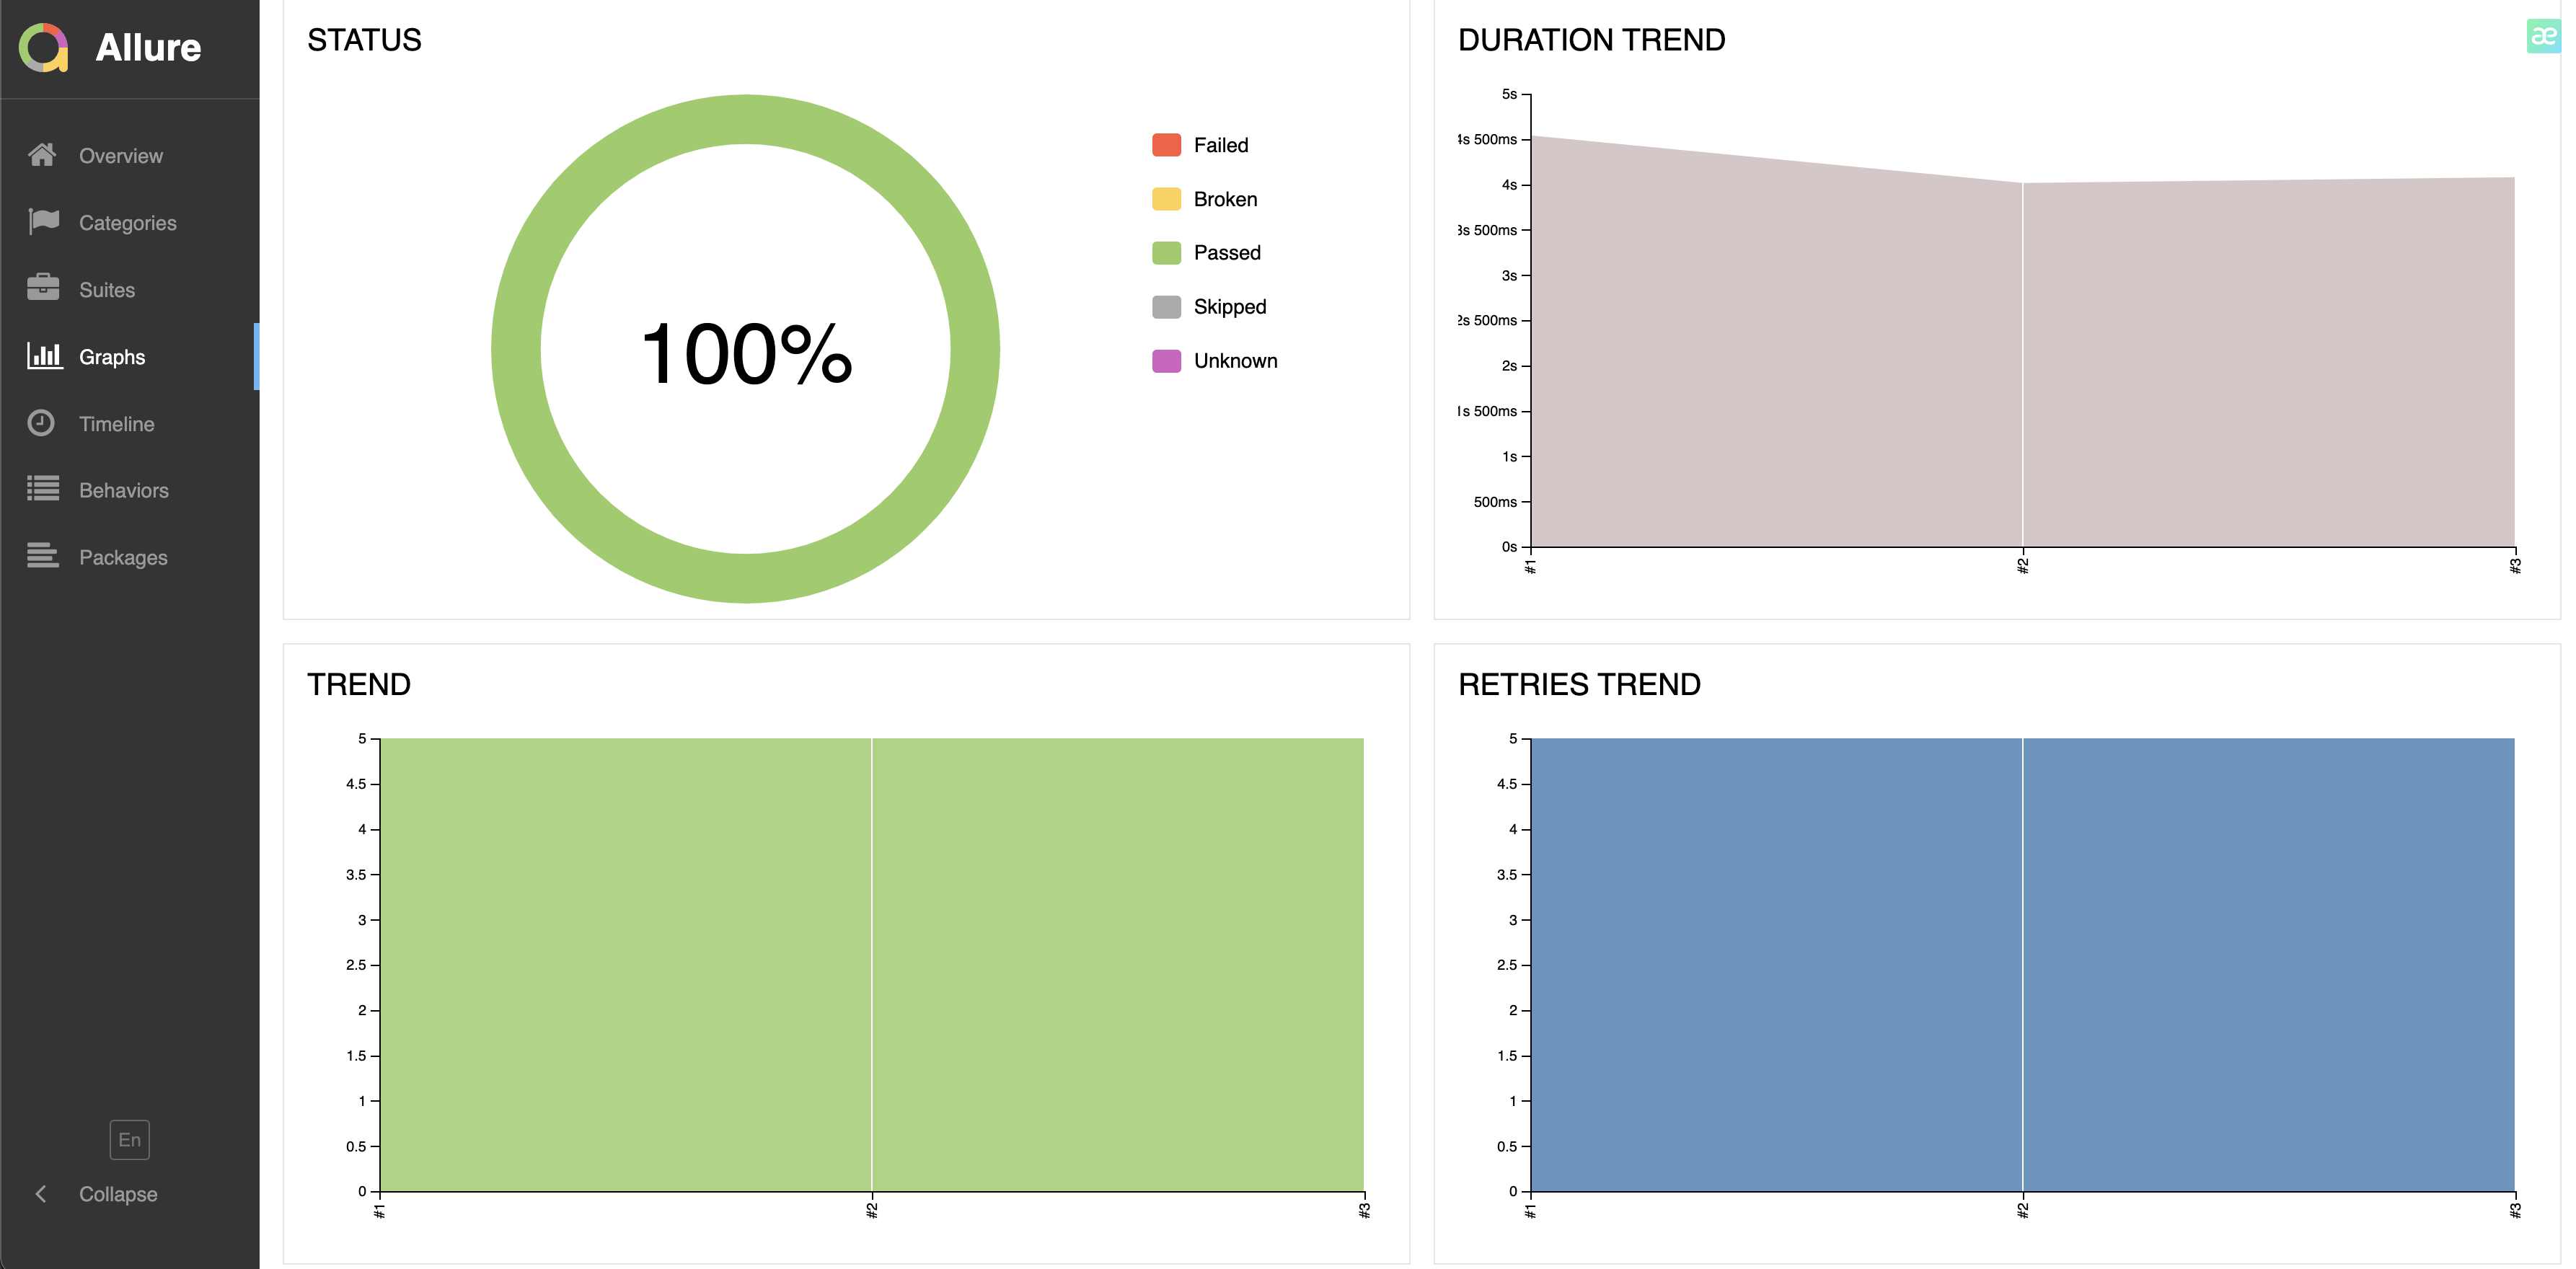 Allure
Overview
Categories
Suites
Graphs
Timeline
Behaviors
Packages
En
Collapse
STATUS
100%
Failed
Broken
Passed
Skipped
Unknown
DURATION TREND
æ
5s
4s 500ms
4s
3s 500ms
3s
2s 500ms
2s
1s 500ms
1s
500ms
0s
#1
#2
#3
TREND
5
4.5
4
3.5
3
2.5
2
1.5
1
0.5
0
#1
#2
#3
RETRIES TREND
5
4.5
4
3.5
3
2.5
2
1.5
1
0.5
0
#1
#2
#3